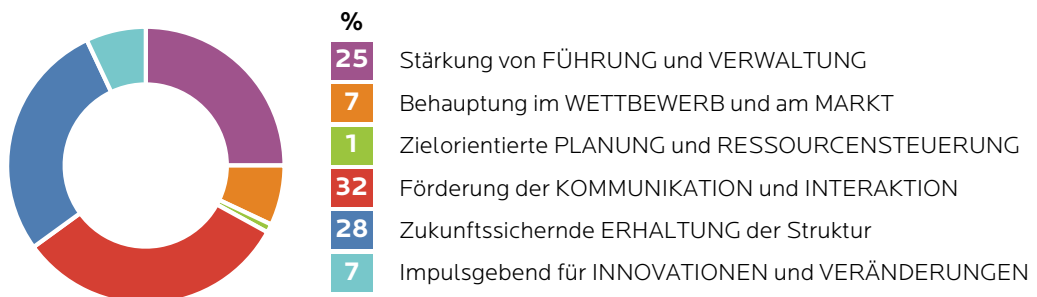 %
25 Stärkung von FÜHRUNG und VERWALTUNG
7 Behauptung im WETTBEWERB und am MARKT
1 Zielorientierte PLANUNG und RESSOURCENSTEUERUNG
32 Förderung der KOMMUNIKATION und INTERAKTION
28 Zukunftssichernde ERHALTUNG der Struktur
7 Impulsgebend für INNOVATIONEN und VERÄNDERUNGEN